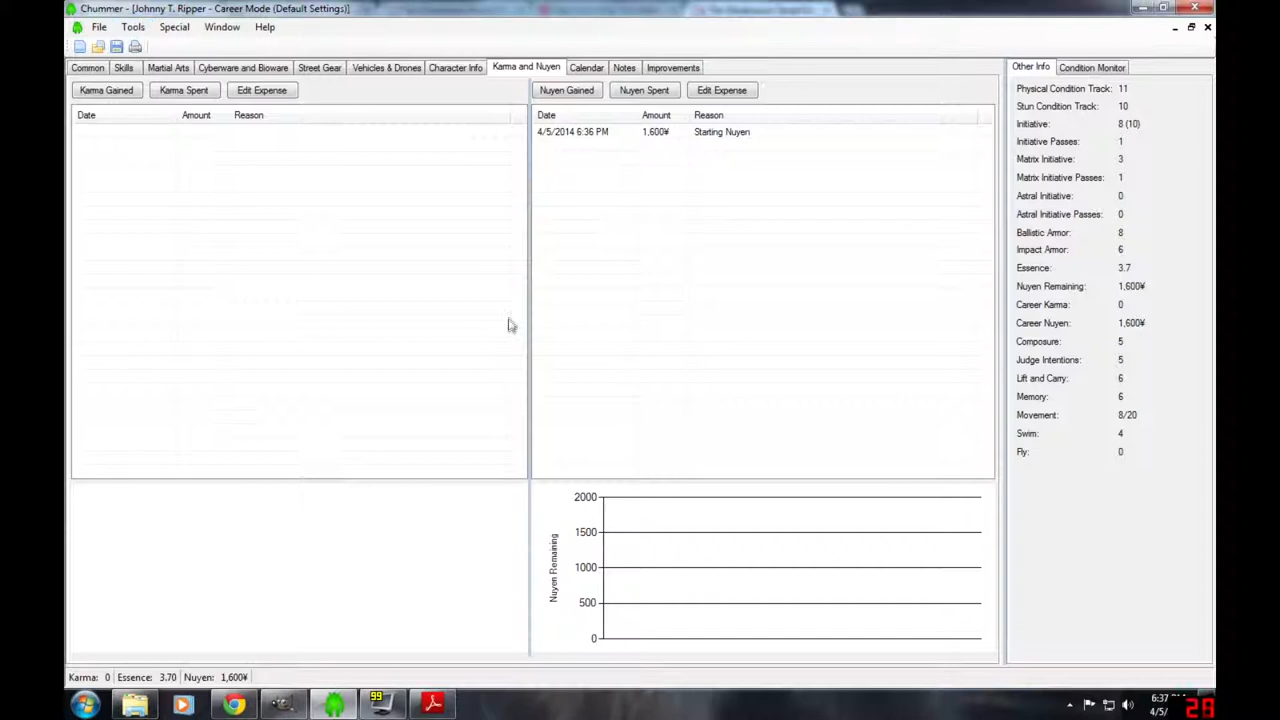 Chummer - [Johnny T. Ripper - Career Mode (Default Settings)]
File Tools Special Window Help
Common Skills Martial Arts Cyberware and Bioware Street Gear Vehicles & Drones Character Info Karma and Nuyen Calendar Notes Improvements
Other Info Condition Monitor
Karma Gained Karma Spent Edit Expense Nuyen Gained Nuyen Spent Edit Expense
Date Amount Reason Date Amount Reason
4/5/2014 6:36 PM 1,600¥ Starting Nuyen
Physical Condition Track: 11
Stun Condition Track: 10
Initiative: 8 (10)
Initiative Passes: 1
Matrix Initiative: 3
Matrix Initiative Passes: 1
Astral Initiative: 0
Astral Initiative Passes: 0
Ballistic Armor: 8
Impact Armor: 6
Essence: 3.7
Nuyen Remaining: 1,600¥
Career Karma: 0
Career Nuyen: 1,600¥
Composure: 5
Judge Intentions: 5
Lift and Carry: 6
Memory: 6
Movement: 8/20
Swim: 4
Fly: 0
Nuyen Remaining
2000
1500
1000
500
0
Karma: 0 Essence: 3.70 Nuyen: 1,600¥
99
6:37
4/5/